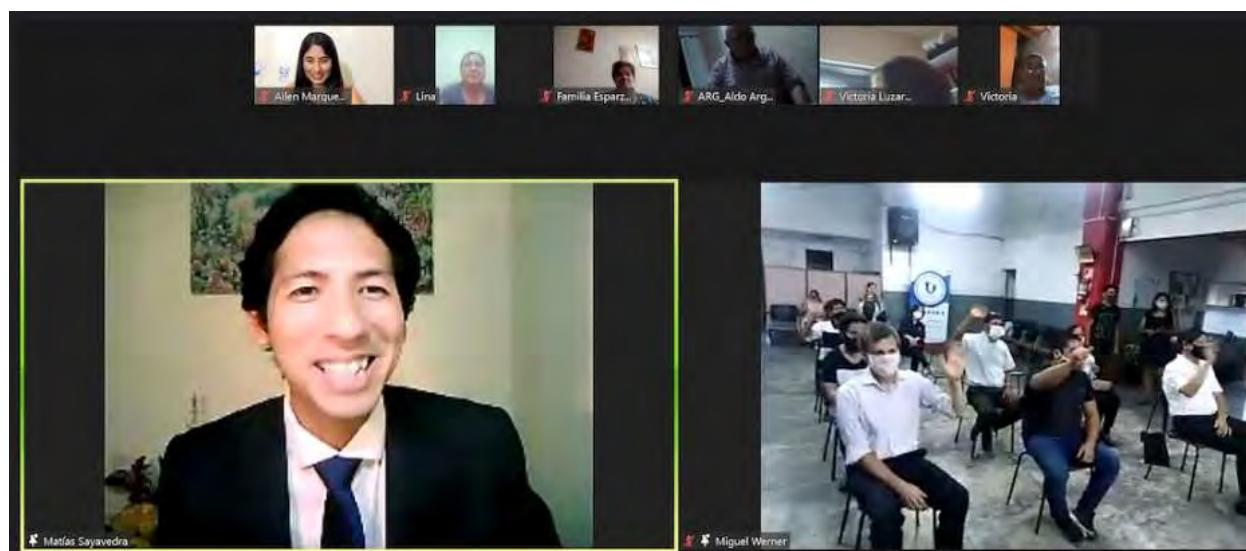 Ailen Marque...
Lina
Familia Esparz...
ARG_Aldo Arg...
Victoria Luzar...
Victoria
Matías Sayavedra
Miguel Werner